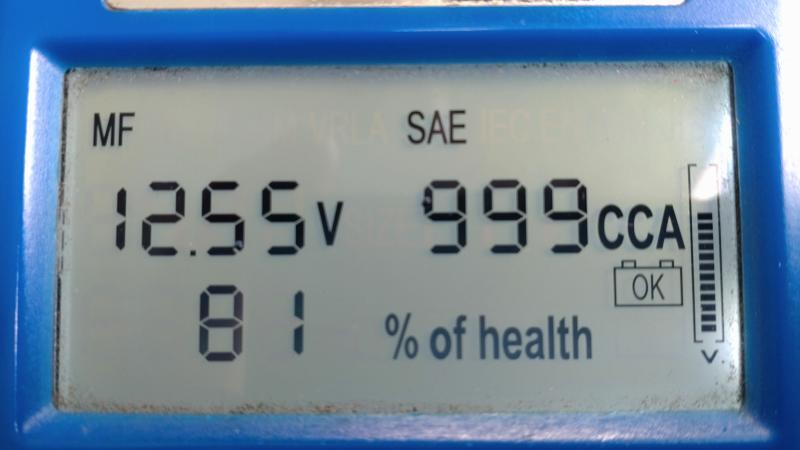 MF SAE
12.55 V 999 CCA
OK
81 % of health